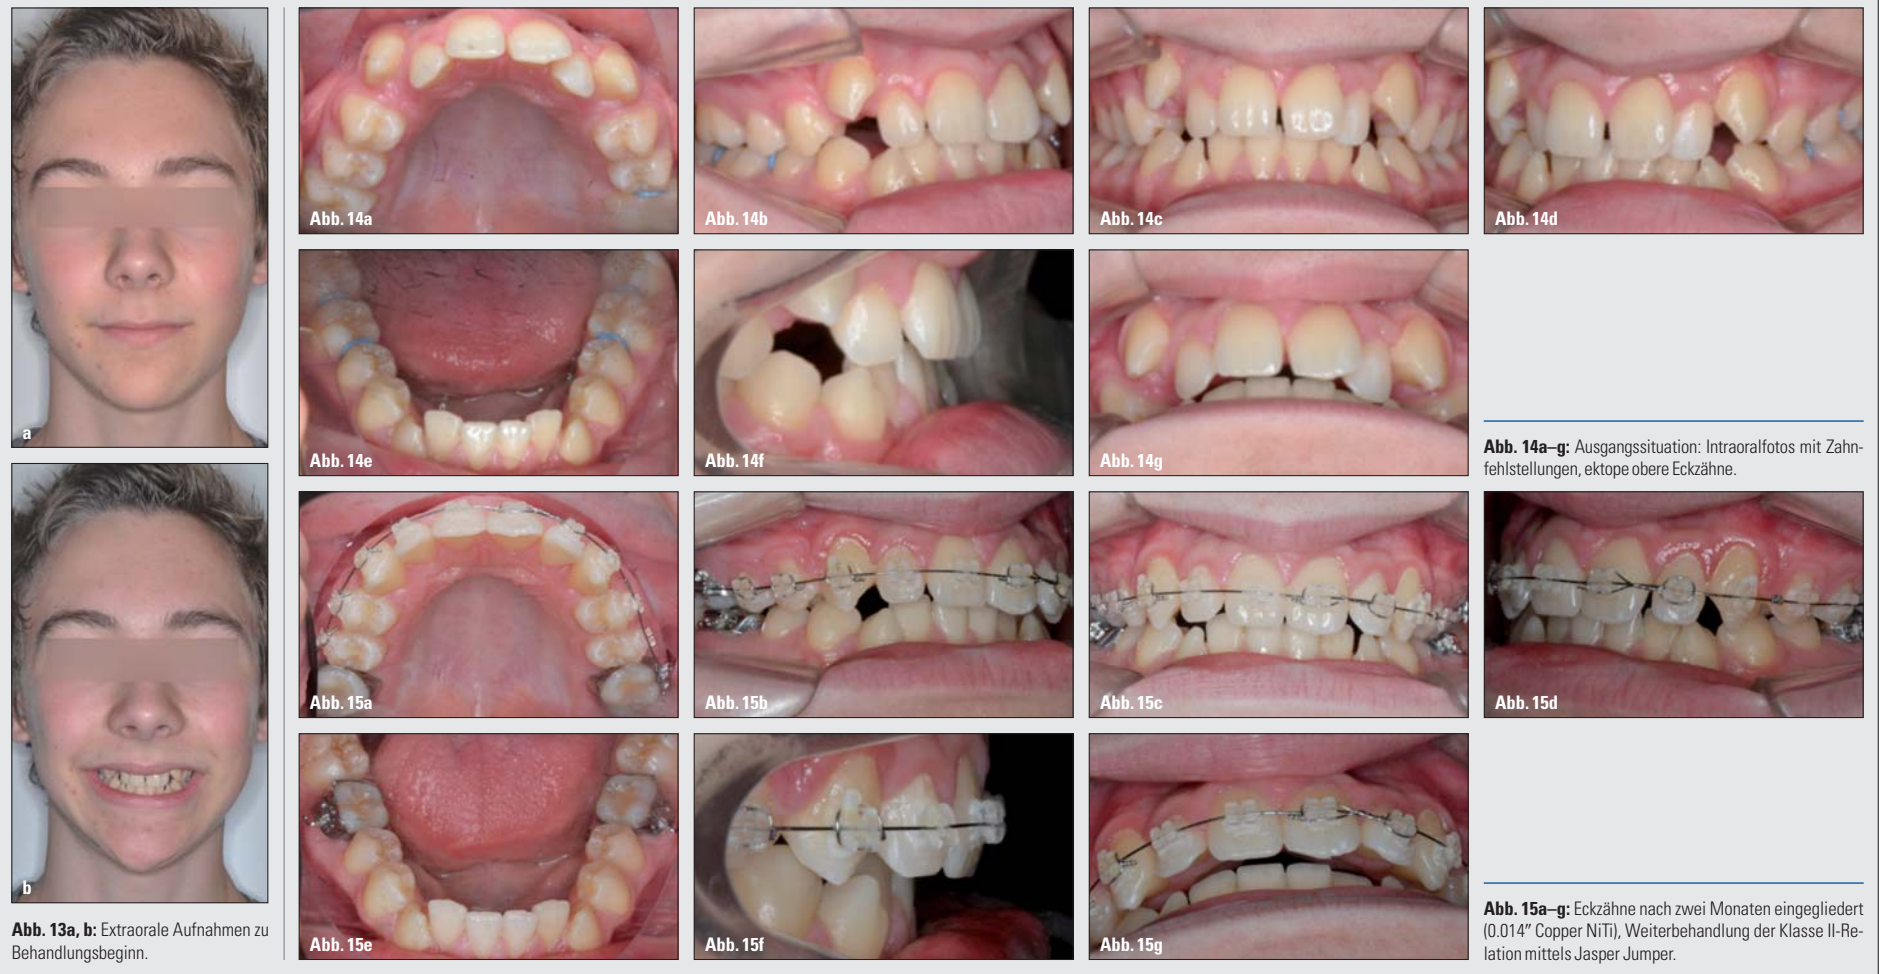 a
b
Abb. 13a, b: Extraorale Aufnahmen zu
Behandlungsbeginn.
Abb. 14a
Abb. 14b
Abb. 14c
Abb. 14d
Abb. 14e
Abb. 14f
Abb. 14g
Abb. 14a–g: Ausgangssituation: Intraoralfotos mit Zahn-
fehlstellungen, ektope obere Eckzähne.
Abb. 15a
Abb. 15b
Abb. 15c
Abb. 15d
Abb. 15e
Abb. 15f
Abb. 15g
Abb. 15a–g: Eckzähne nach zwei Monaten eingegliedert
(0.014″ Copper NiTi), Weiterbehandlung der Klasse II-Re-
lation mittels Jasper Jumper.